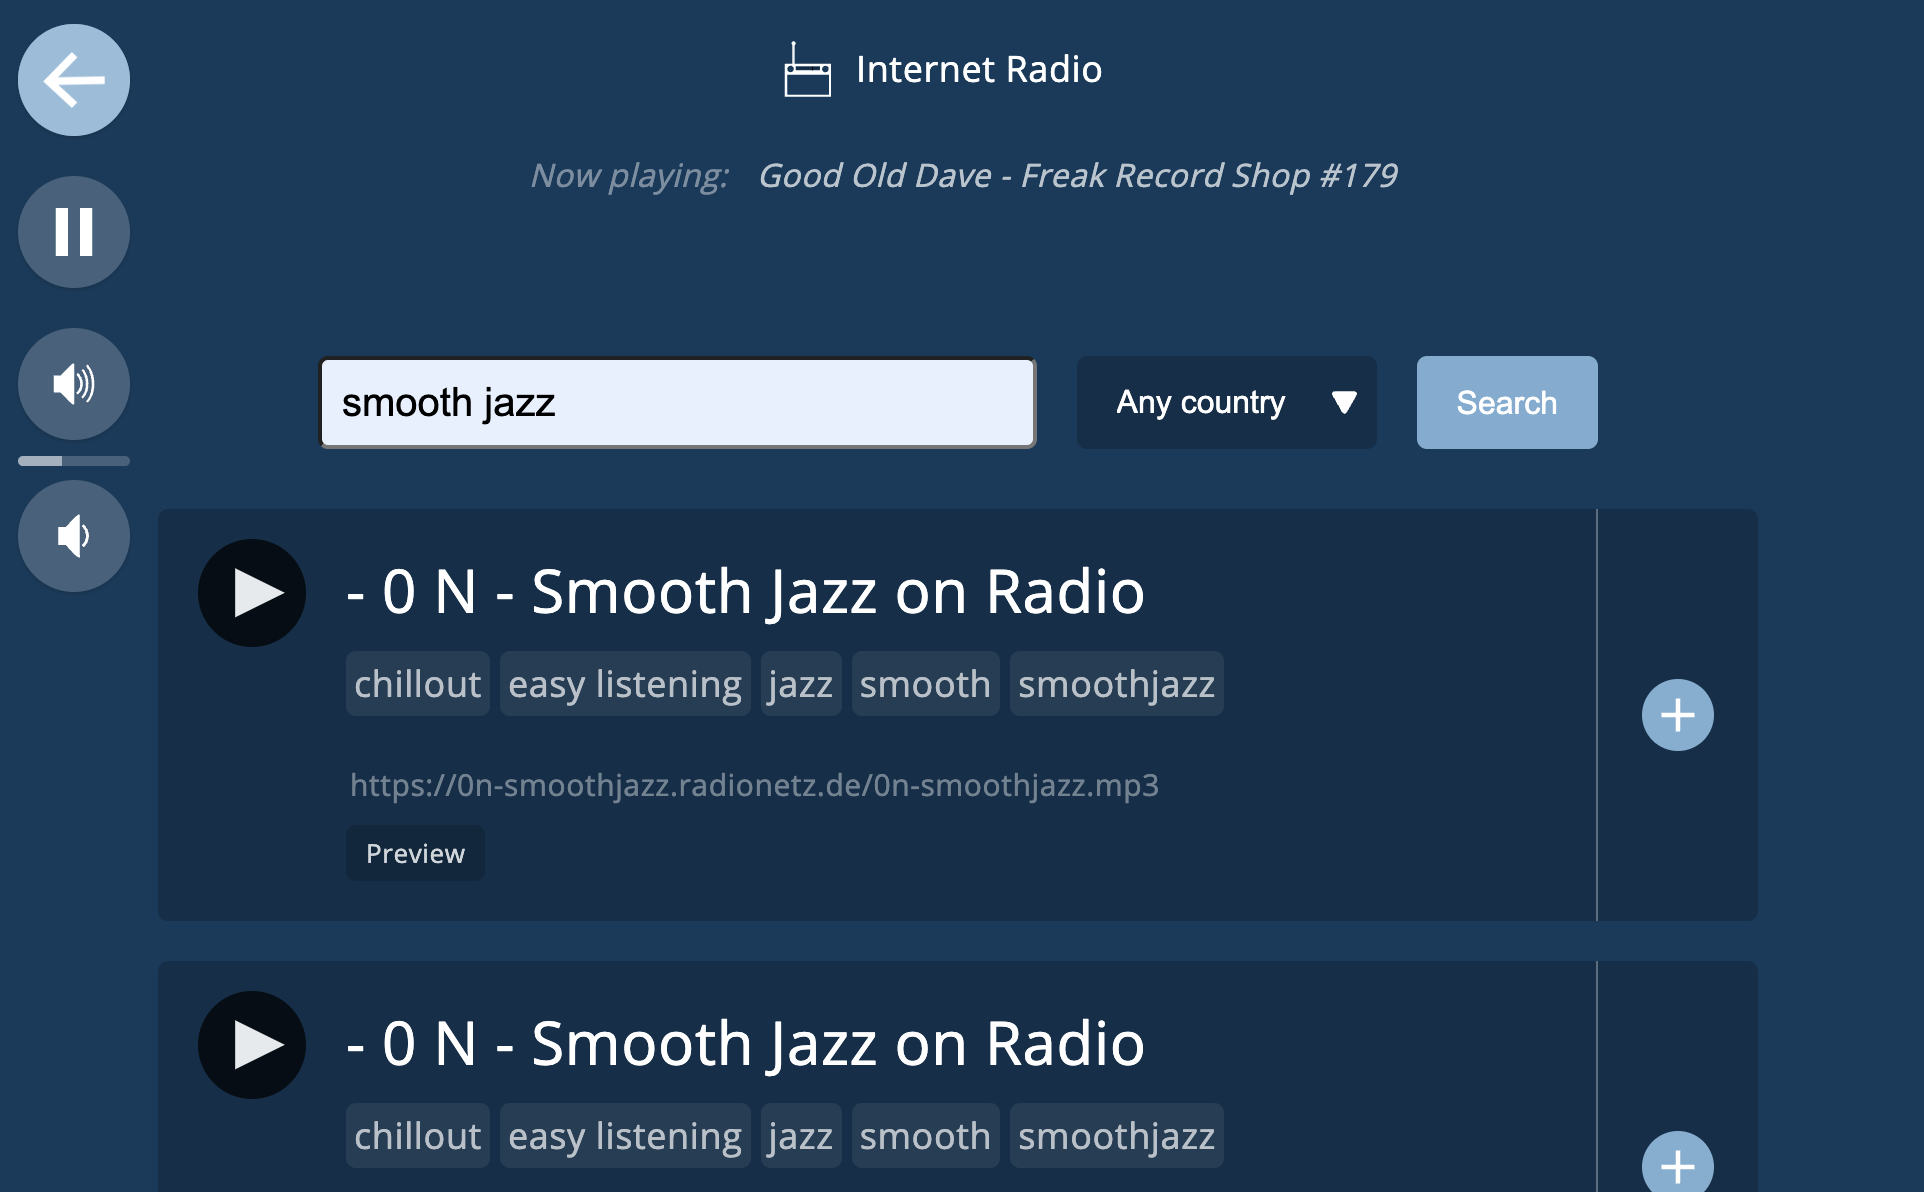 Internet Radio
Now playing: Good Old Dave - Freak Record Shop #179
smooth jazz Any country Search
- 0 N - Smooth Jazz on Radio
chillout easy listening jazz smooth smoothjazz
https://0n-smoothjazz.radionetz.de/0n-smoothjazz.mp3
Preview
- 0 N - Smooth Jazz on Radio
chillout easy listening jazz smooth smoothjazz